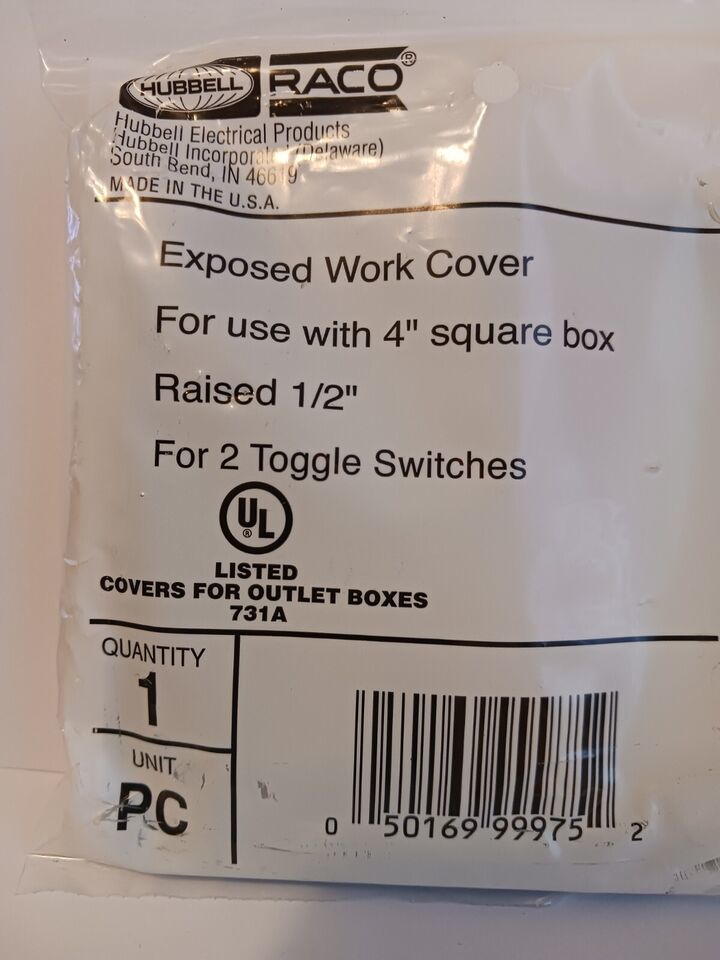 HUBBELL RACO®
Hubbell Electrical Products
Hubbell Incorporated (Delaware)
South Bend, IN 46619
MADE IN THE U.S.A.
Exposed Work Cover
For use with 4" square box
Raised 1/2"
For 2 Toggle Switches
UL®
LISTED
COVERS FOR OUTLET BOXES
731A
QUANTITY
1
UNIT
PC
0 50169 99975 2